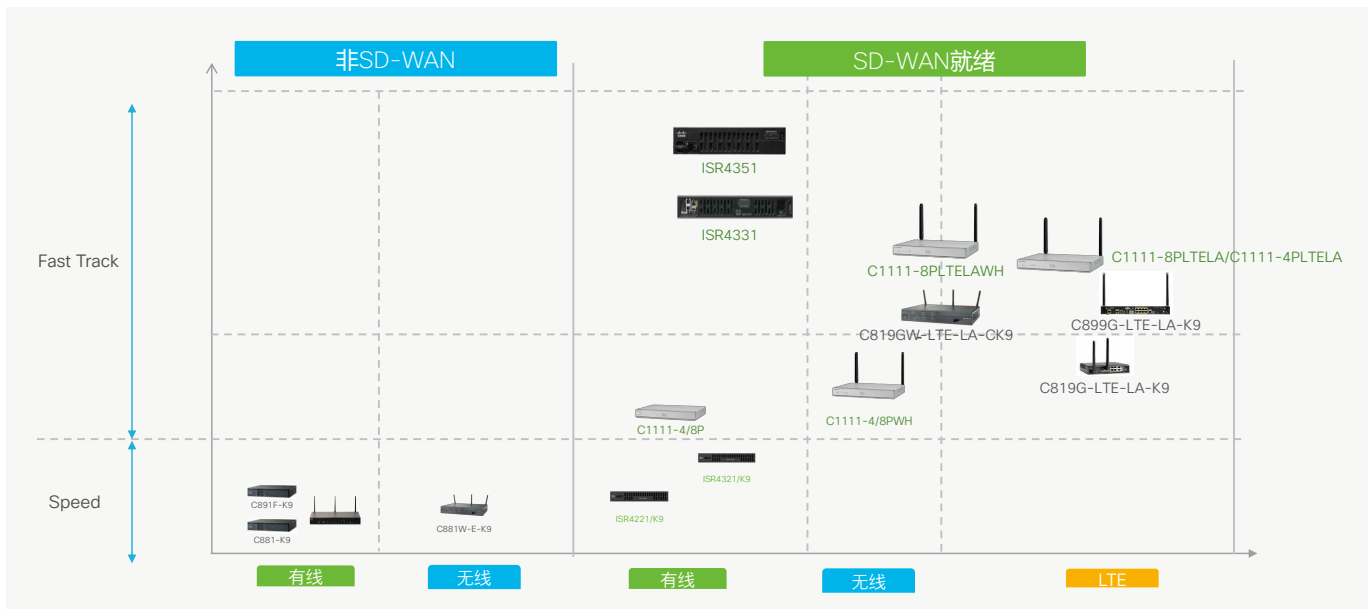 非SD-WAN
SD-WAN就绪
ISR4351
ISR4331
Fast Track
C1111-8PLTELAWH
C1111-8PLTELA/C1111-4PLTELA
C819GW-LTE-LA-CK9
C899G-LTE-LA-K9
C819G-LTE-LA-K9
C1111-4/8P
C1111-4/8PWH
Speed
ISR4321/K9
ISR4221/K9
C891F-K9
C881-K9
C881W-E-K9
有线
无线
有线
无线
LTE